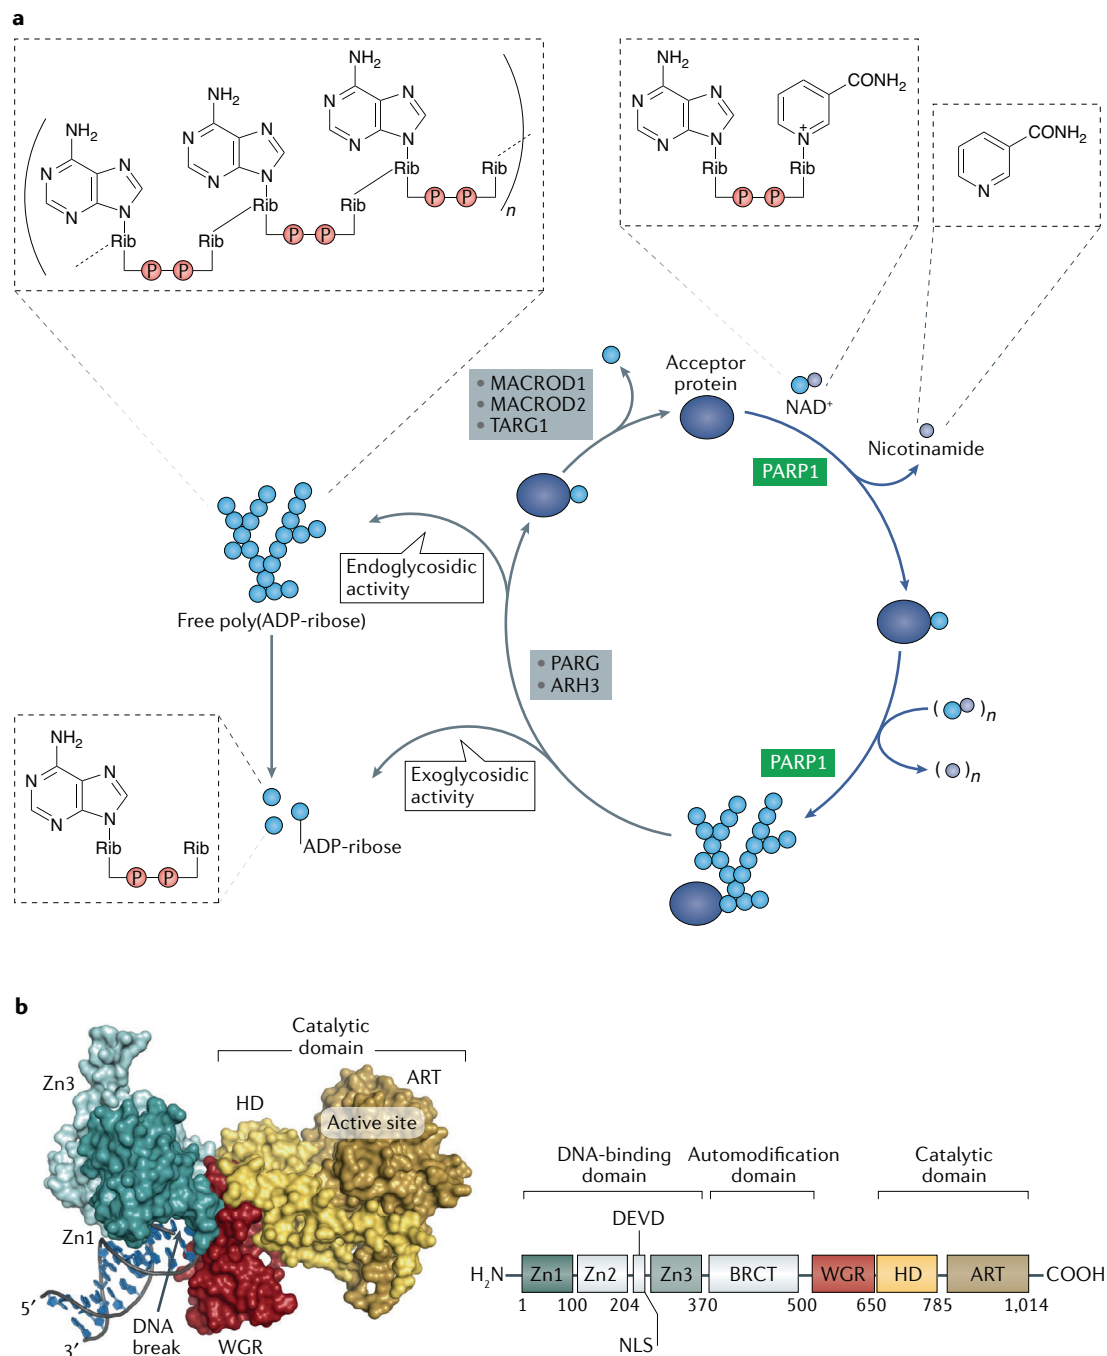 a
NH₂
N
N
N
N
Rib
P
P
Rib
NH₂
N
N
N
N
Rib
P
P
Rib
NH₂
N
N
N
N
Rib
P
P
Rib
n
NH₂
N
N
N
N
Rib
P
P
Rib
N
+
CONH₂
CONH₂
N
MACROD1
MACROD2
TARG1
Acceptor
protein
NAD⁺
Nicotinamide
PARP1
Endoglycosidic
activity
Free poly(ADP-ribose)
PARG
ARH3
( )n
( )n
PARP1
Exoglycosidic
activity
NH₂
N
N
N
N
Rib
P
P
Rib
ADP-ribose
b
Catalytic
domain
Zn3
ART
HD
Active site
Zn1
5′
3′
DNA
break
WGR
DNA-binding
domain
Automodification
domain
Catalytic
domain
DEVD
H₂N
Zn1
Zn2
Zn3
BRCT
WGR
HD
ART
COOH
1
100
204
370
500
650
785
1,014
NLS